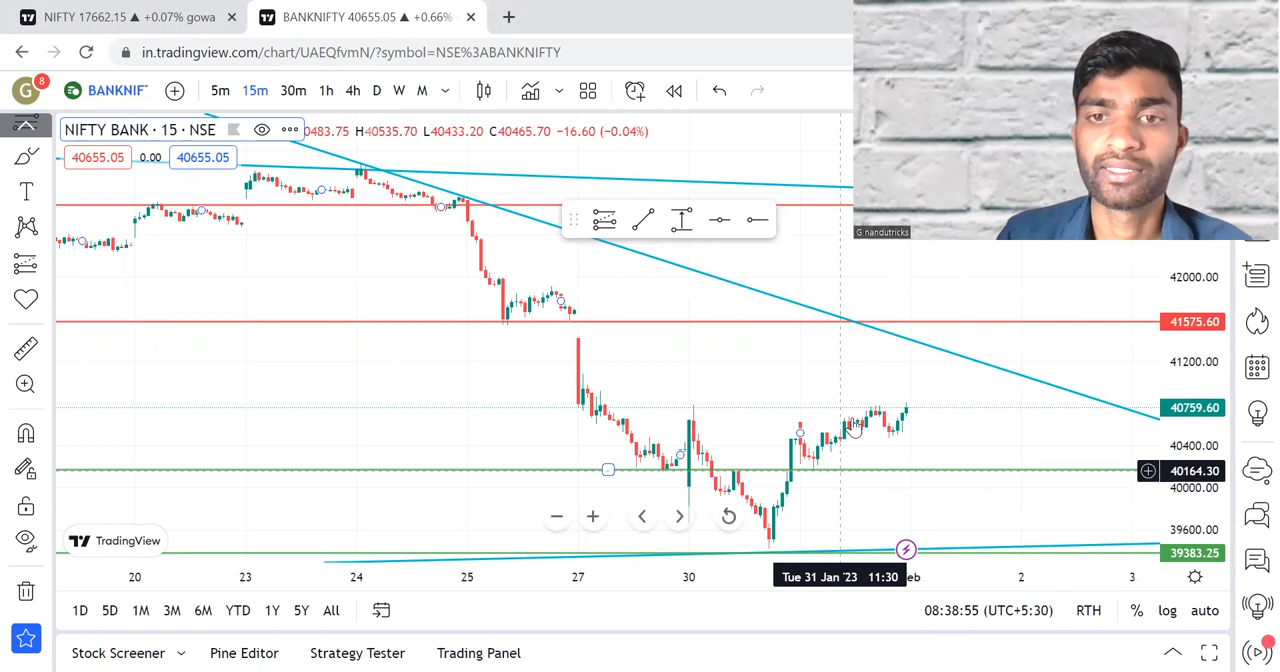 NIFTY 17662.15 ▲ +0.07% gowa
BANKNIFTY 40655.05 ▲ +0.66%
in.tradingview.com/chart/UAEQfvmN/?symbol=NSE%3ABANKNIFTY
G 8 BANKNIF 5m 15m 30m 1h 4h D W M
NIFTY BANK · 15 · NSE 0483.75 H40535.70 L40433.20 C40465.70 −16.60 (−0.04%)
40655.05 0.00 40655.05
G nandutricks
42000.00
41575.60
41200.00
40759.60
40400.00
40164.30
40000.00
39600.00
39383.25
TradingView
20 23 24 25 27 30 Tue 31 Jan '23 11:30 eb 2 3
1D 5D 1M 3M 6M YTD 1Y 5Y All 08:38:55 (UTC+5:30) RTH % log auto
Stock Screener Pine Editor Strategy Tester Trading Panel